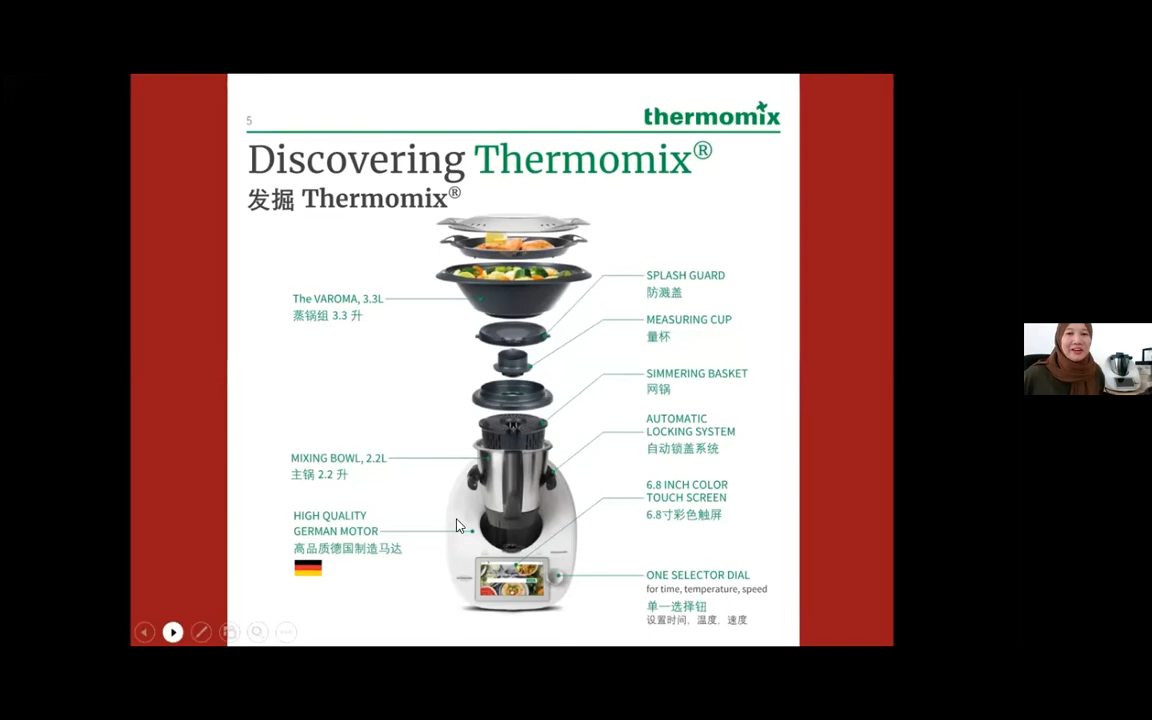 5
thermomix
Discovering Thermomix®
发掘 Thermomix®
The VAROMA, 3.3L
蒸锅组 3.3 升
SPLASH GUARD
防溅盖
MEASURING CUP
量杯
SIMMERING BASKET
网锅
AUTOMATIC
LOCKING SYSTEM
自动锁盖系统
MIXING BOWL, 2.2L
主锅 2.2 升
6.8 INCH COLOR
TOUCH SCREEN
6.8寸彩色触屏
HIGH QUALITY
GERMAN MOTOR
高品质德国制造马达
ONE SELECTOR DIAL
for time, temperature, speed
单一选择钮
设置时间、温度、速度